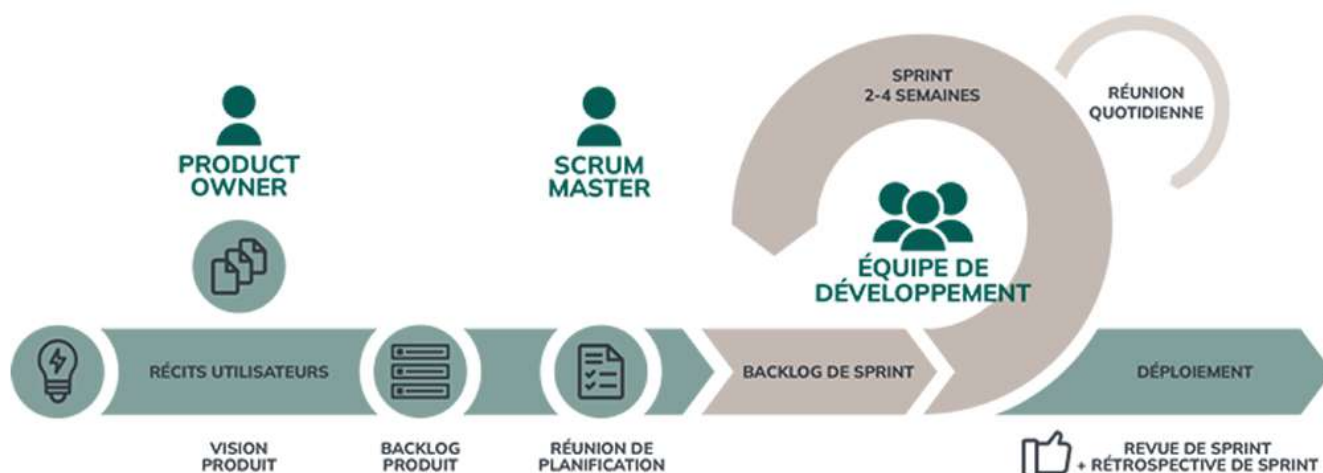 SPRINT
2-4 SEMAINES
RÉUNION
QUOTIDIENNE
PRODUCT
OWNER
SCRUM
MASTER
ÉQUIPE DE
DÉVELOPPEMENT
RÉCITS UTILISATEURS
BACKLOG DE SPRINT
DÉPLOIEMENT
VISION
PRODUIT
BACKLOG
PRODUIT
RÉUNION DE
PLANIFICATION
REVUE DE SPRINT
+ RÉTROSPECTIVE DE SPRINT